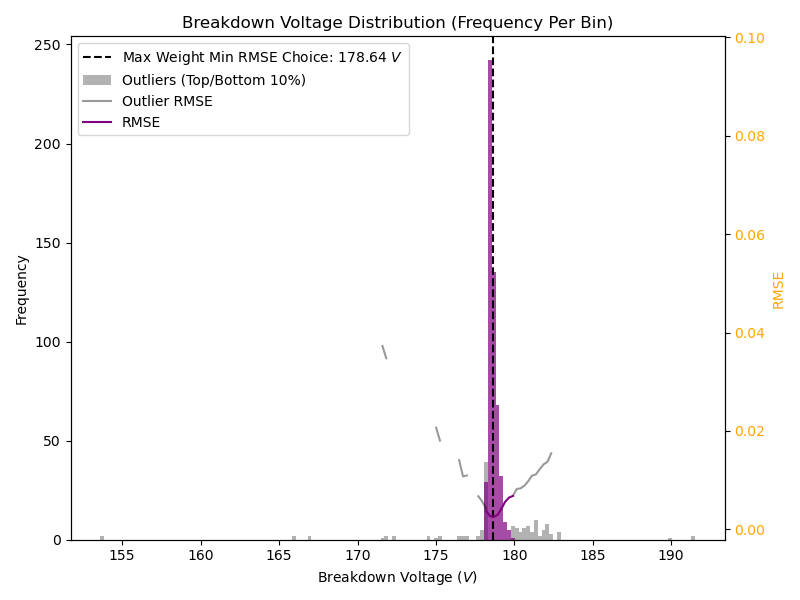 Breakdown Voltage Distribution (Frequency Per Bin)
Max Weight Min RMSE Choice: 178.64 V
Outliers (Top/Bottom 10%)
Outlier RMSE
RMSE
250
200
150
100
50
0
Frequency
0.10
0.08
0.06
0.04
0.02
0.00
RMSE
155 160 165 170 175 180 185 190
Breakdown Voltage (V)